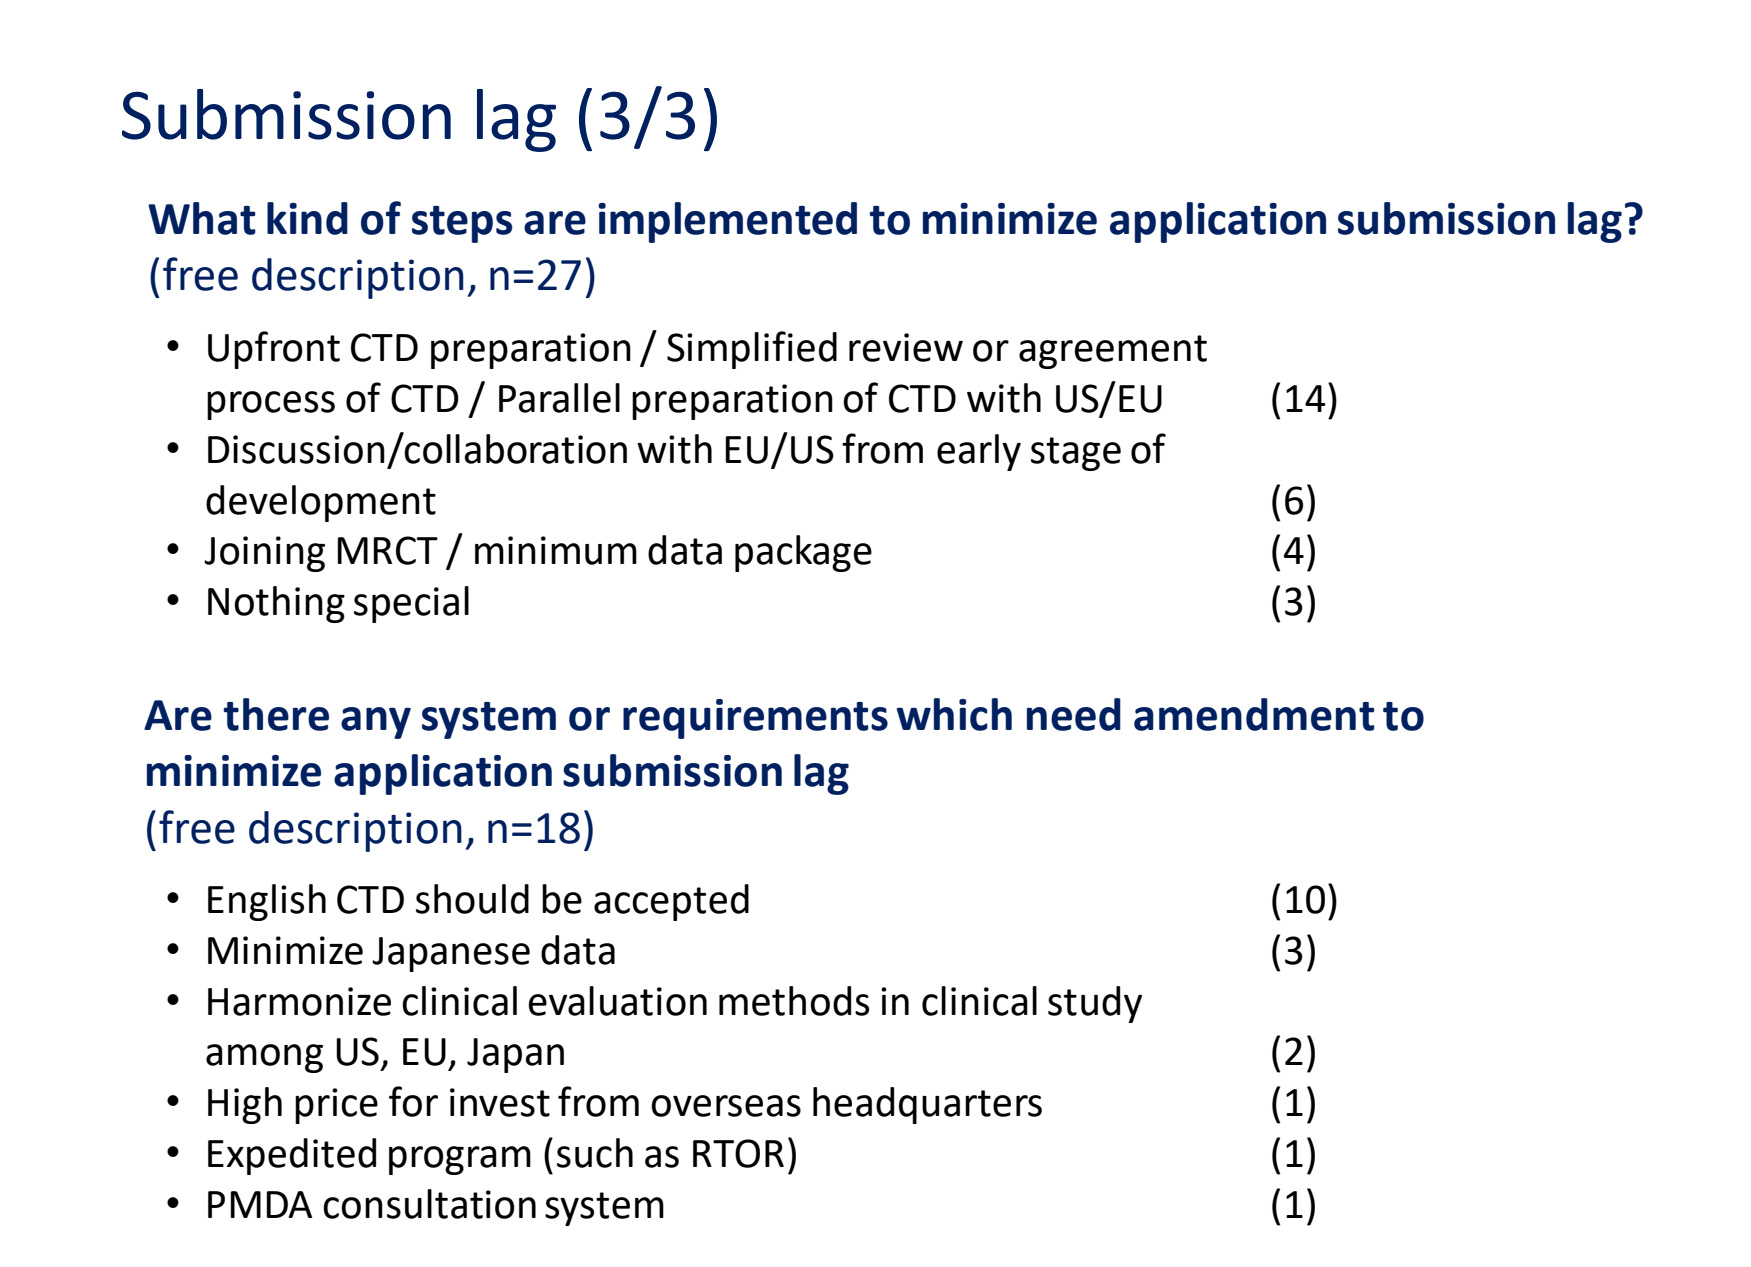 Submission lag (3/3)
What kind of steps are implemented to minimize application submission lag?
(free description, n=27)
• Upfront CTD preparation / Simplified review or agreement
process of CTD / Parallel preparation of CTD with US/EU (14)
• Discussion/collaboration with EU/US from early stage of
development (6)
• Joining MRCT / minimum data package (4)
• Nothing special (3)
Are there any system or requirements which need amendment to
minimize application submission lag
(free description, n=18)
• English CTD should be accepted (10)
• Minimize Japanese data (3)
• Harmonize clinical evaluation methods in clinical study
among US, EU, Japan (2)
• High price for invest from overseas headquarters (1)
• Expedited program (such as RTOR) (1)
• PMDA consultation system (1)